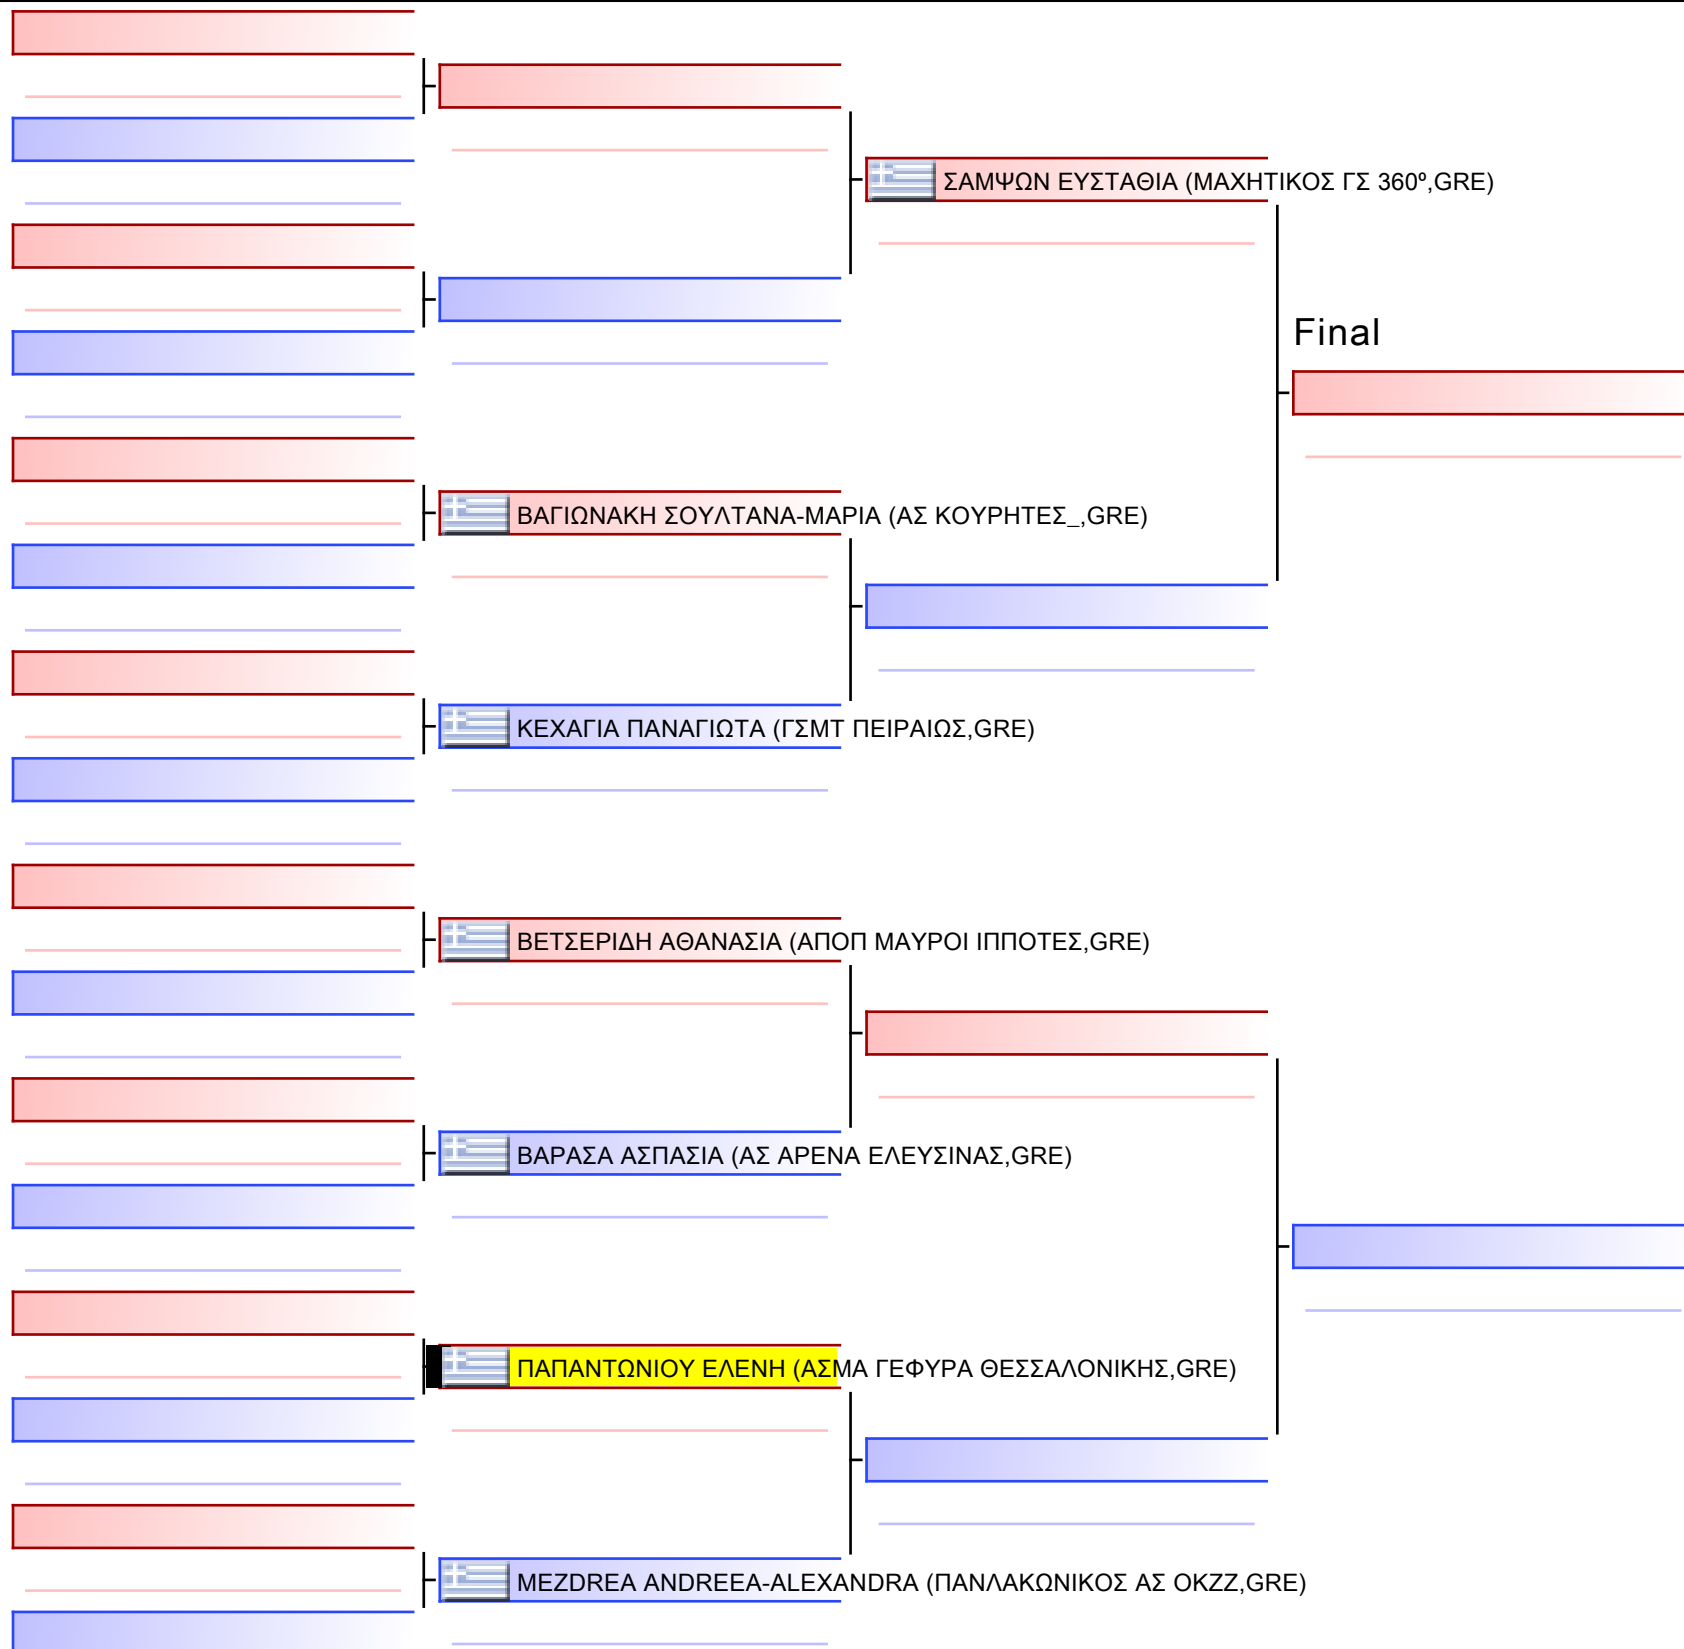 ΣΑΜΨΩΝ ΕΥΣΤΑΘΙΑ (ΜΑΧΗΤΙΚΟΣ ΓΣ 360º,GRE)
Final
ΒΑΓΙΩΝΑΚΗ ΣΟΥΛΤΑΝΑ-ΜΑΡΙΑ (ΑΣ ΚΟΥΡΗΤΕΣ_,GRE)
ΚΕΧΑΓΙΑ ΠΑΝΑΓΙΩΤΑ (ΓΣΜΤ ΠΕΙΡΑΙΩΣ,GRE)
ΒΕΤΣΕΡΙΔΗ ΑΘΑΝΑΣΙΑ (ΑΠΟΠ ΜΑΥΡΟΙ ΙΠΠΟΤΕΣ,GRE)
ΒΑΡΑΣΑ ΑΣΠΑΣΙΑ (ΑΣ ΑΡΕΝΑ ΕΛΕΥΣΙΝΑΣ,GRE)
ΠΑΠΑΝΤΩΝΙΟΥ ΕΛΕΝΗ (ΑΣΜΑ ΓΕΦΥΡΑ ΘΕΣΣΑΛΟΝΙΚΗΣ,GRE)
MEZDREA ANDREEA-ALEXANDRA (ΠΑΝΛΑΚΩΝΙΚΟΣ ΑΣ ΟΚΖΖ,GRE)